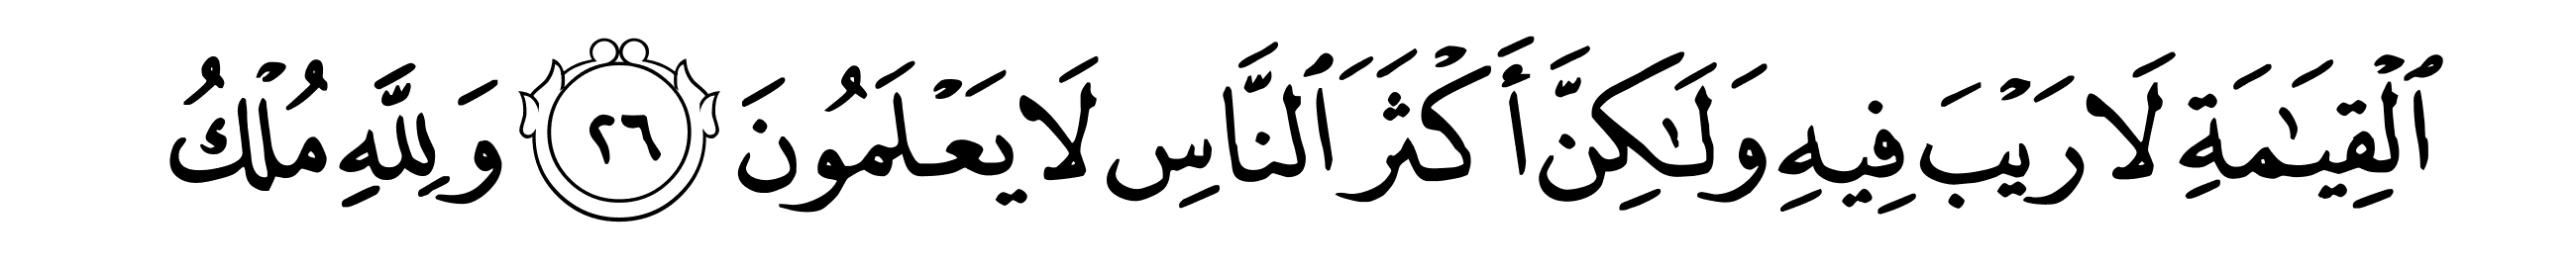 ٱلْقِيَـٰمَةِ لَا رَيْبَ فِيهِ وَلَـٰكِنَّ أَكْثَرَ ٱلنَّاسِ لَا يَعْلَمُونَ ٢٦ وَلِلَّهِ مُلْكُ